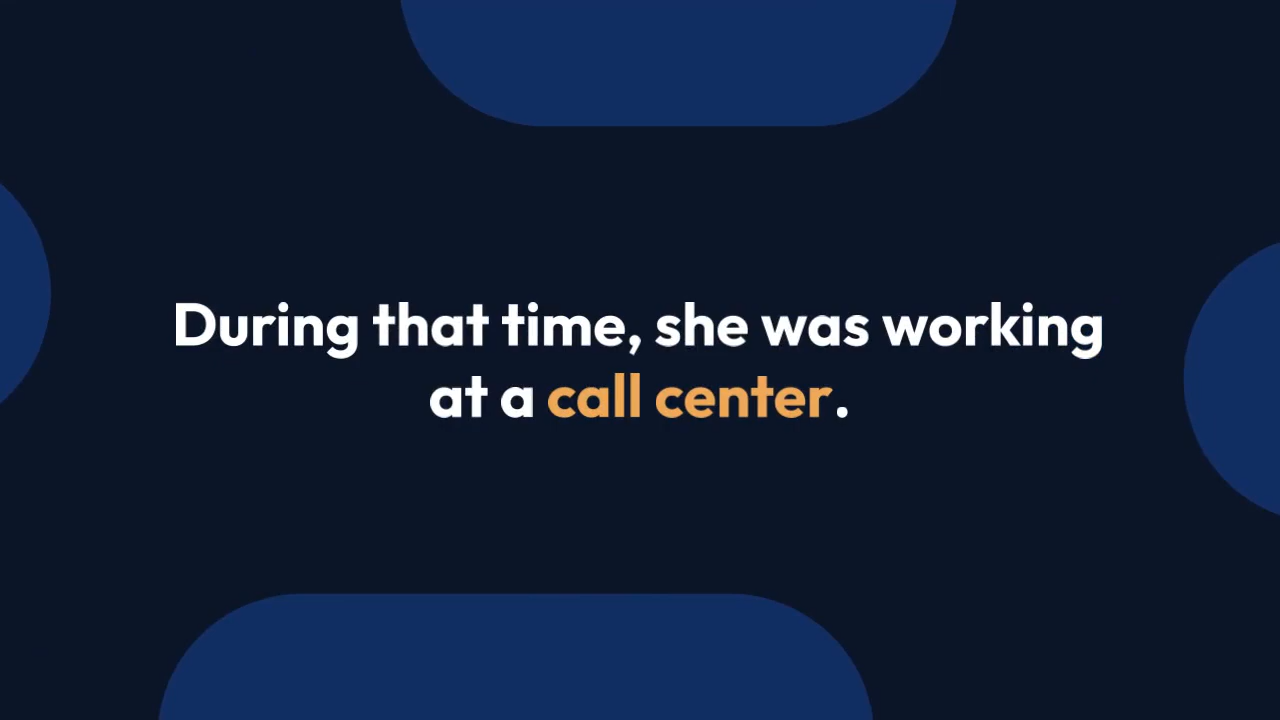 During that time, she was working
at a call center.